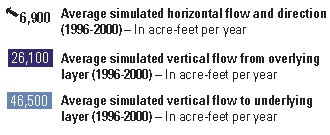 6,900 Average simulated horizontal flow and direction
(1996-2000) – In acre-feet per year
26,100 Average simulated vertical flow from overlying
layer (1996-2000) – In acre-feet per year
46,500 Average simulated vertical flow to underlying
layer (1996-2000) – In acre-feet per year